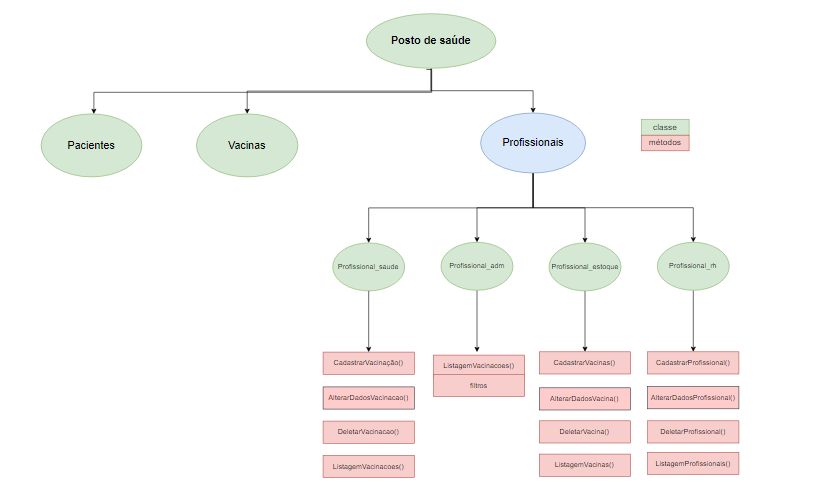 Posto de saúde
Pacientes
Vacinas
Profissionais
classe
métodos
Profissional_saude
Profissional_adm
Profissional_estoque
Profissional_rh
CadastrarVacinação()
AlterarDadosVacinacao()
DeletarVacinacao()
ListagemVacinacoes()
ListagemVacinacoes()
filtros
CadastrarVacinas()
AlterarDadosVacina()
DeletarVacina()
ListagemVacinas()
CadastrarProfissional()
AlterarDadosProfissional()
DeletarProfissional()
ListagemProfissionais()